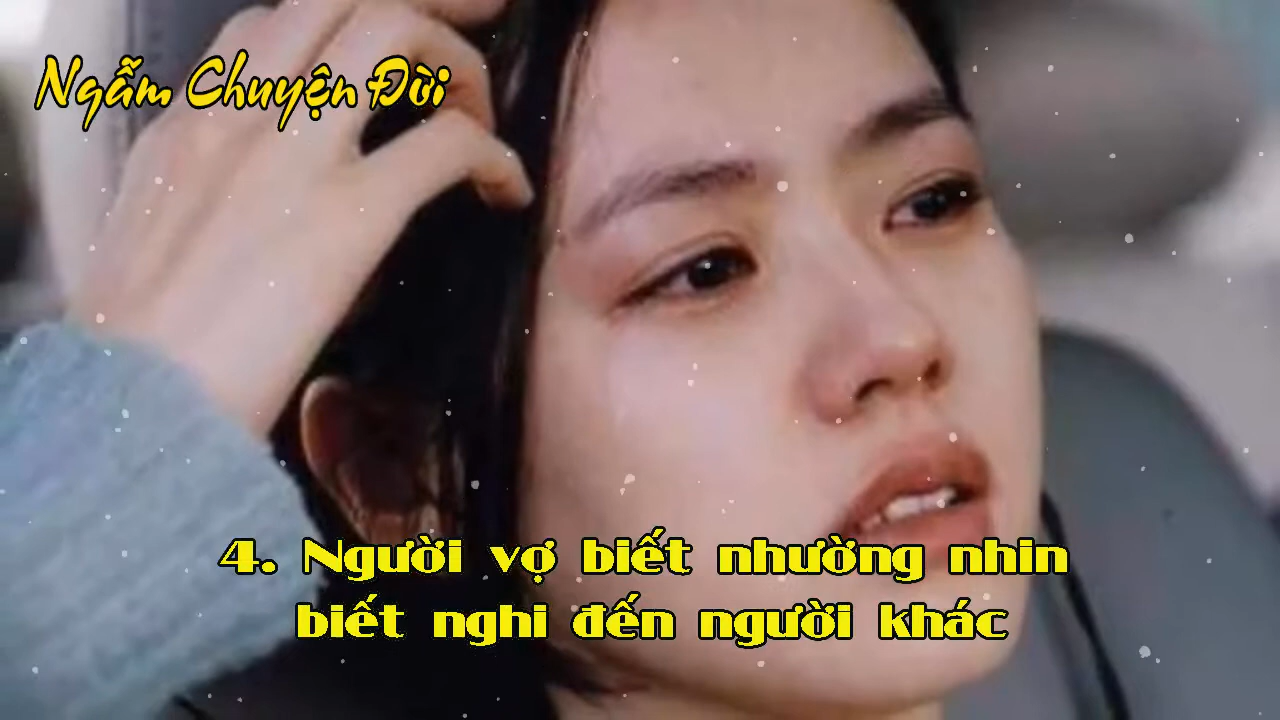 Ngẫm Chuyện Đời
4. Người vợ biết nhường nhin
biết nghi đến người khác